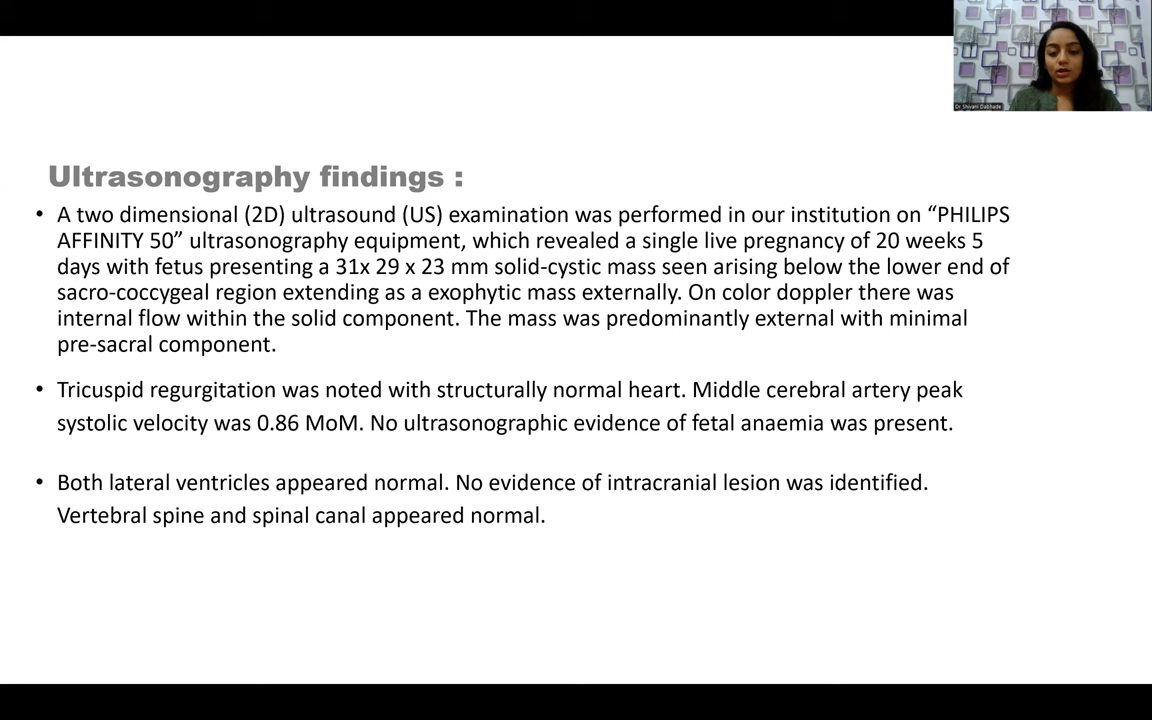 Dr Shivani Dabhade
Ultrasonography findings :
• A two dimensional (2D) ultrasound (US) examination was performed in our institution on “PHILIPS
AFFINITY 50” ultrasonography equipment, which revealed a single live pregnancy of 20 weeks 5
days with fetus presenting a 31x 29 x 23 mm solid-cystic mass seen arising below the lower end of
sacro-coccygeal region extending as a exophytic mass externally. On color doppler there was
internal flow within the solid component. The mass was predominantly external with minimal
pre-sacral component.
• Tricuspid regurgitation was noted with structurally normal heart. Middle cerebral artery peak
systolic velocity was 0.86 MoM. No ultrasonographic evidence of fetal anaemia was present.
• Both lateral ventricles appeared normal. No evidence of intracranial lesion was identified.
Vertebral spine and spinal canal appeared normal.